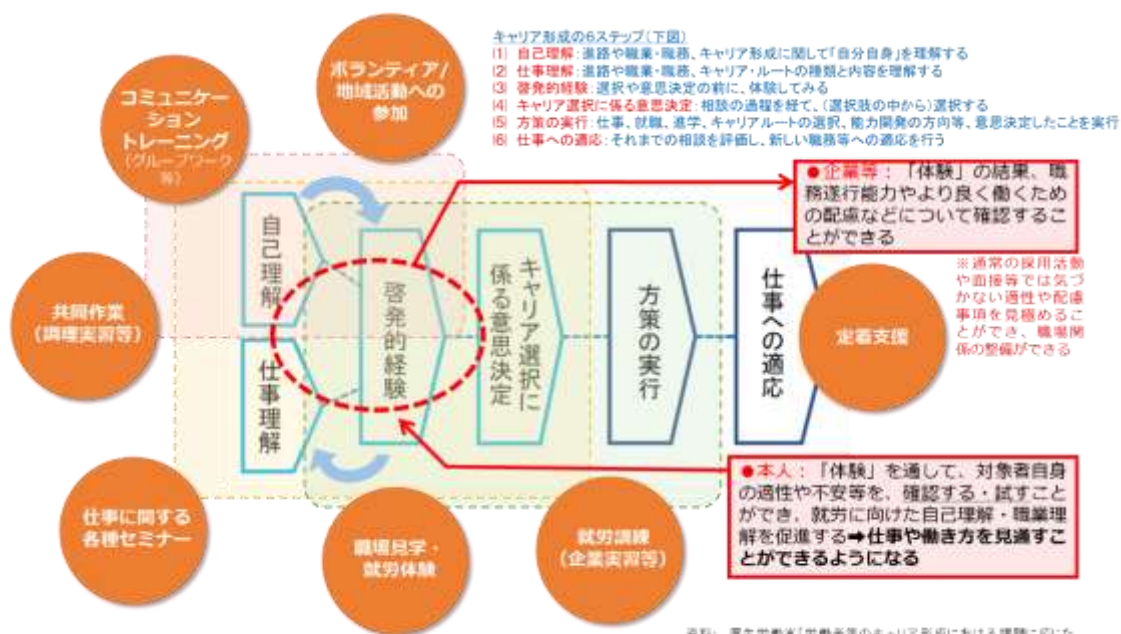 キャリア形成の6ステップ(下図)
(1) 自己理解：進路や職業・職務、キャリア形成に関して「自分自身」を理解する
(2) 仕事理解：進路や職業・職務、キャリア・ルートの種類と内容を理解する
(3) 啓発的経験：選択や意思決定の前に、体験してみる
(4) キャリア選択に係る意思決定：相談の過程を経て、(選択肢の中から)選択する
(5) 方策の実行：仕事、就職、進学、キャリアルートの選択、能力開発の方向等、意思決定したことを実行
(6) 仕事への適応：それまでの相談を評価し、新しい職務等への適応を行う
ボランティア/
地域活動への
参加
コミュニケー
ション
トレーニング
(グループワーク
等)
●企業等：「体験」の結果、職
務遂行能力やより良く働くため
の配慮などについて確認するこ
とができる
※通常の採用活動
や面接等では気づ
かない適性や配慮
事項を見極めるこ
とができ、職場関
係の整備ができる
共同作業
(調理実習等)
自己理解
仕事理解
啓発的経験
キャリア選択に
係る意思決定
方策の実行
仕事への適応
定着支援
●本人：「体験」を通して、対象者自身
の適性や不安等を、確認する・試すこと
ができ、就労に向けた自己理解・職業理
解を促進する➡仕事や働き方を見通すこ
とができるようになる
仕事に関する
各種セミナー
職場見学・
就労体験
就労訓練
(企業実習等)